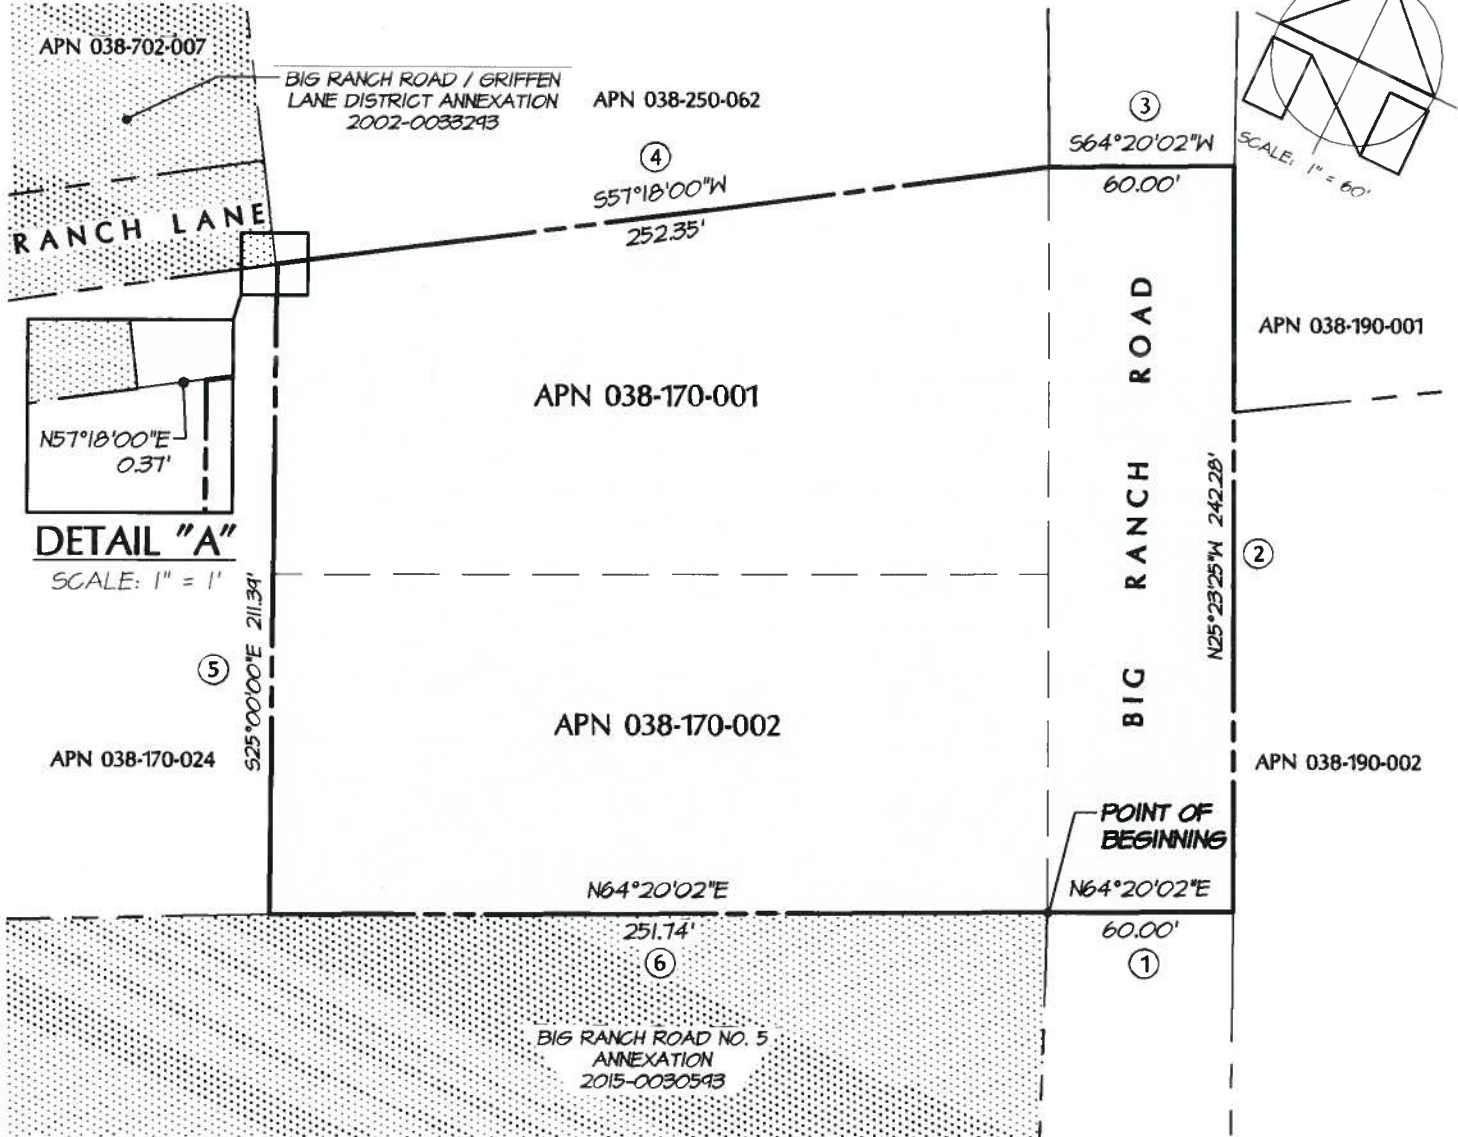 APN 038-702-007
BIG RANCH ROAD / GRIFFEN
LANE DISTRICT ANNEXATION
2002-0033293
APN 038-250-062
3
S64°20'02"W
60.00'
SCALE: 1" = 60'
4
S57°18'00"W
252.35'
RANCH LANE
APN 038-190-001
APN 038-170-001
BIG RANCH ROAD
N57°18'00"E
0.37'
DETAIL "A"
SCALE: 1" = 1'
N25°23'25"W 242.28'
2
S25°00'00"E 211.39'
5
APN 038-170-002
APN 038-170-024
APN 038-190-002
POINT OF
BEGINNING
N64°20'02"E
251.74'
6
N64°20'02"E
60.00'
1
BIG RANCH ROAD NO. 5
ANNEXATION
2015-0030593